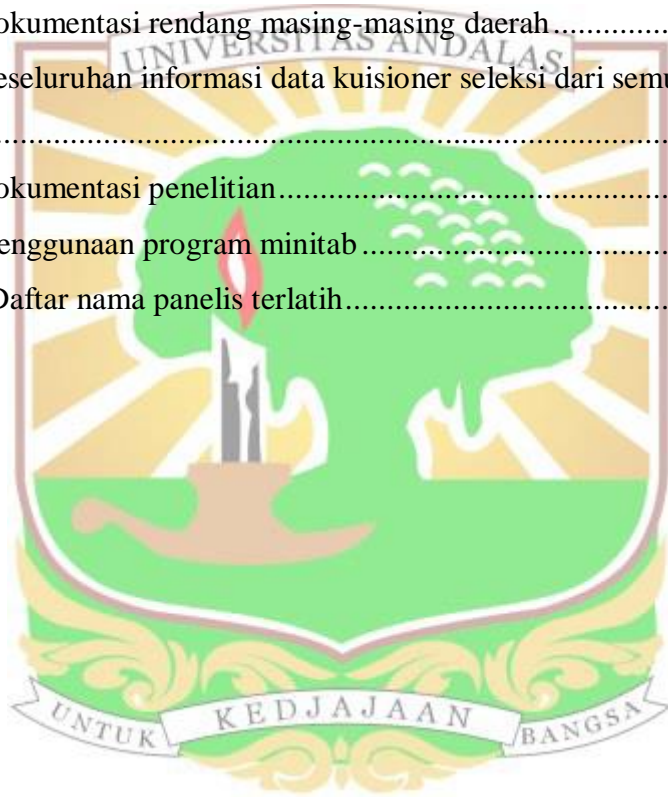 okumentasi rendang masing-masing daerah................
UNIVERSITAS ANDALAS
eseluruhan informasi data kuisioner seleksi dari semu
................................................................................
okumentasi penelitian................................................
enggunaan program minitab......................................
Daftar nama panelis terlatih.........................................
UNTUK KEDJAJAAN BANGSA